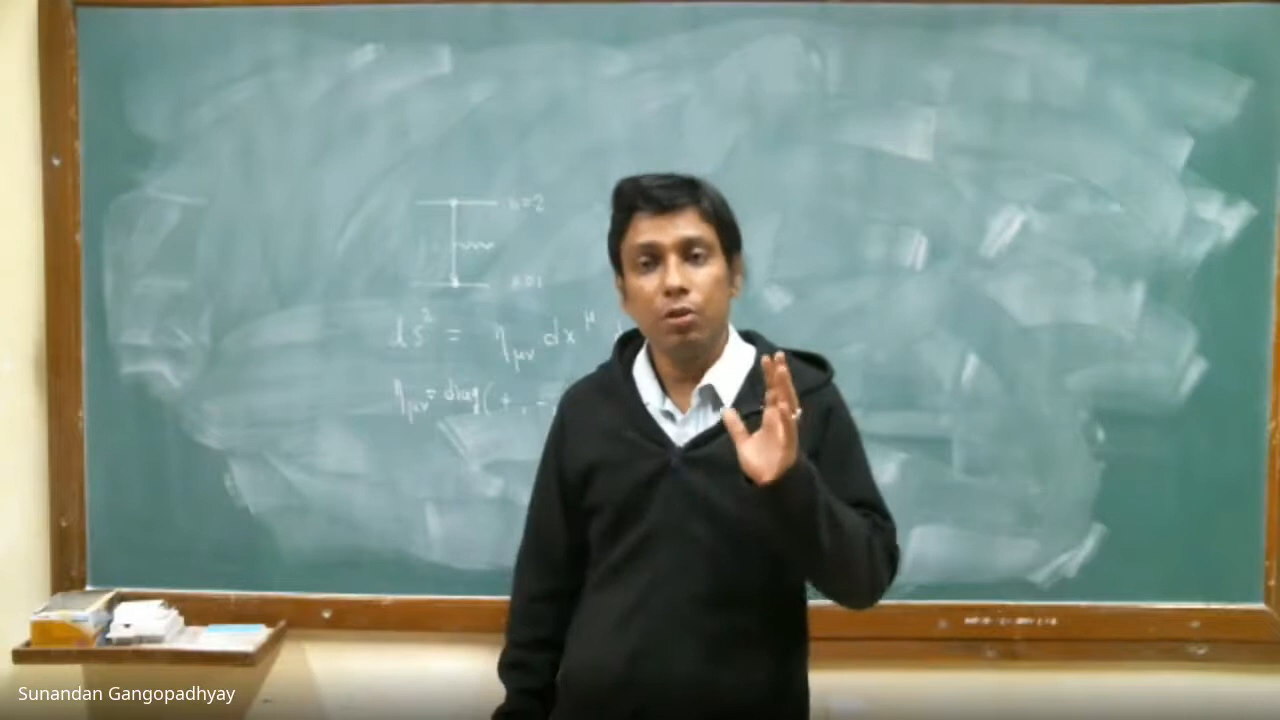 n=2
n=1
ds² = η_μν dx^μ
η_μν = diag(+, -,
Sunandan Gangopadhyay